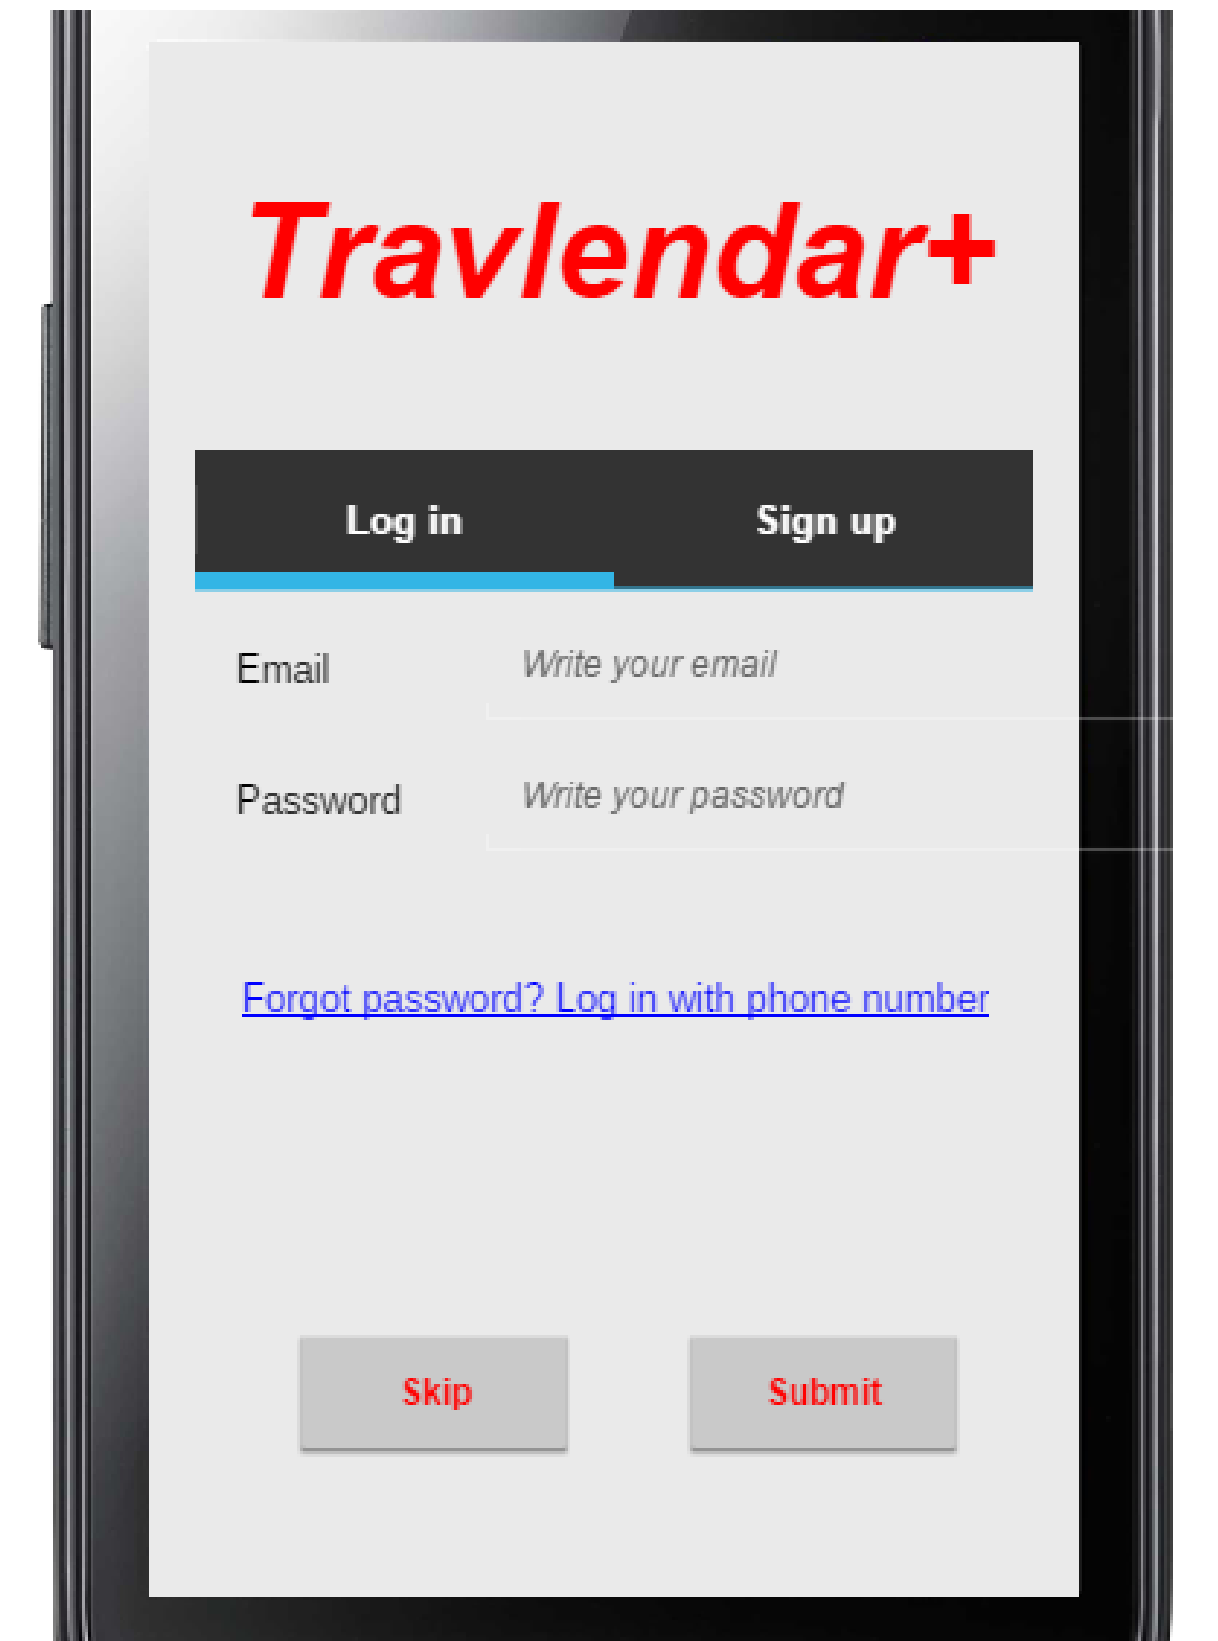 Travlendar+
Log in Sign up
Email Write your email
Password Write your password
Forgot password? Log in with phone number
Skip Submit